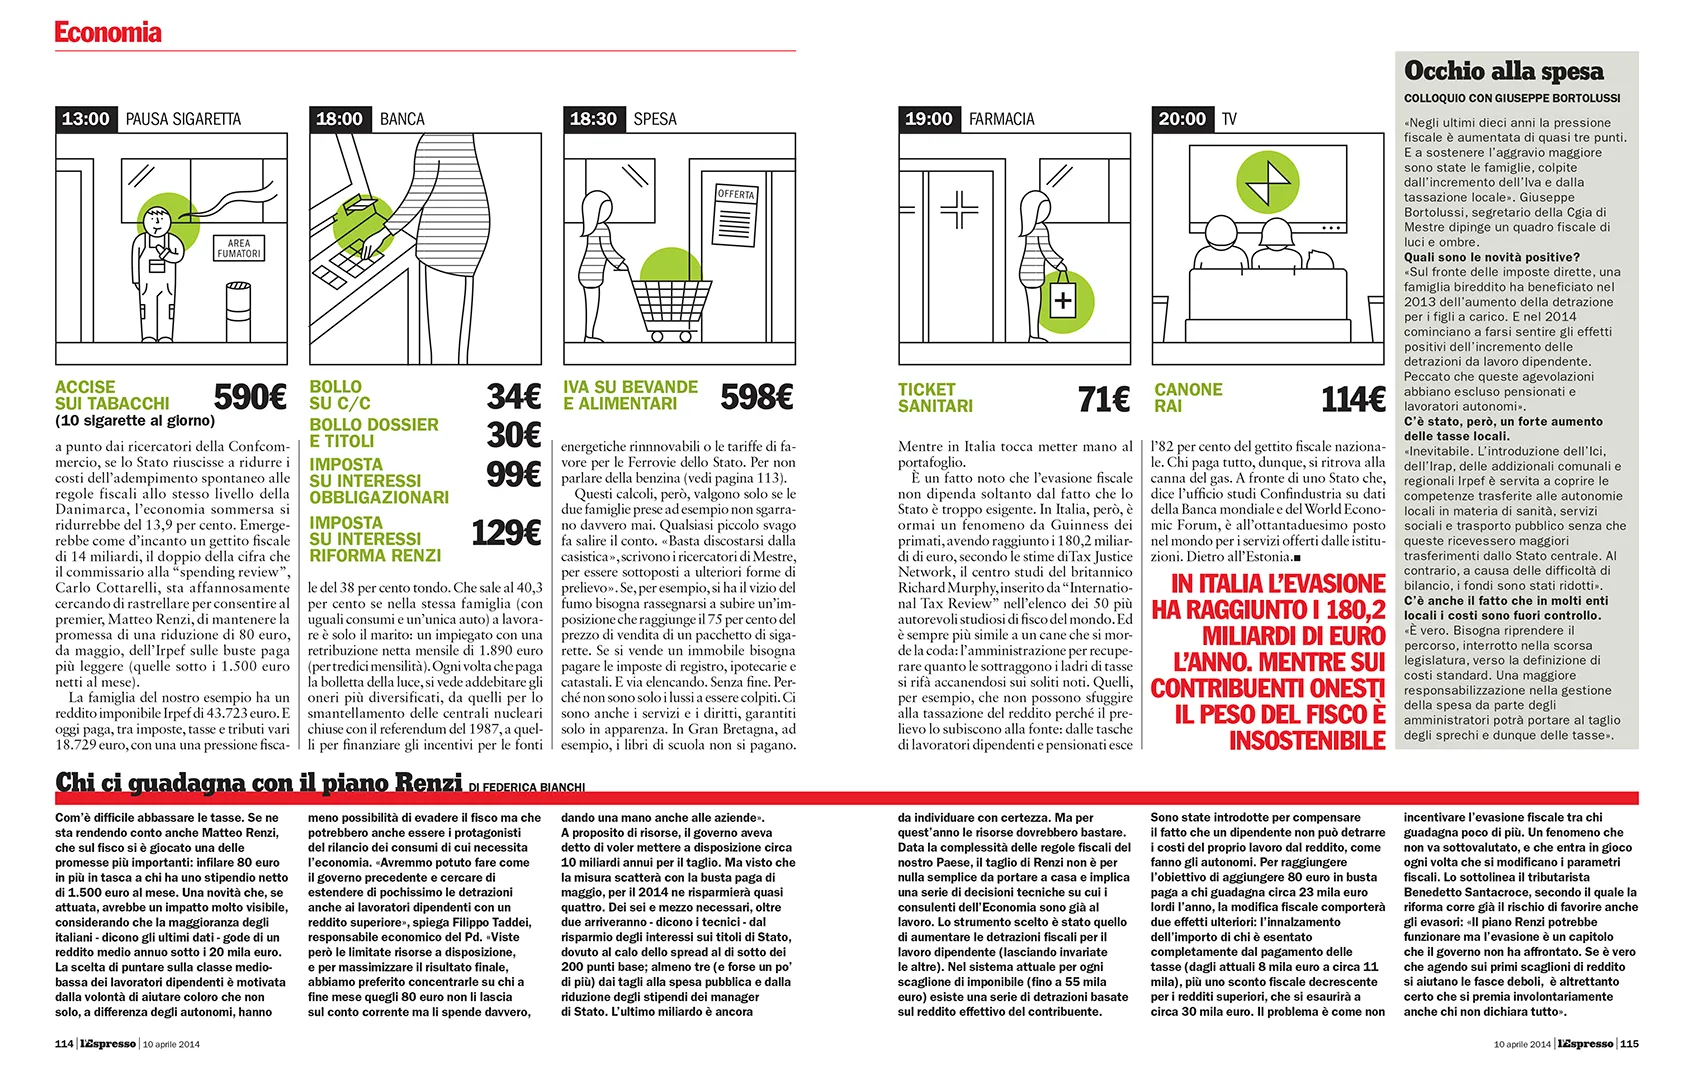 Economia
13:00 PAUSA SIGARETTA
AREA
FUMATORI
ACCISE
SUI TABACCHI 590€
(10 sigarette al giorno)
18:00 BANCA
BOLLO
SU C/C 34€
BOLLO DOSSIER
E TITOLI 30€
IMPOSTA
SU INTERESSI
OBBLIGAZIONARI 99€
IMPOSTA
SU INTERESSI
RIFORMA RENZI 129€
18:30 SPESA
OFFERTA
IVA SU BEVANDE
E ALIMENTARI 598€
19:00 FARMACIA
TICKET
SANITARI 71€
20:00 TV
CANONE
RAI 114€
a punto dai ricercatori della Confcom-
mercio, se lo Stato riuscisse a ridurre i
costi dell'adempimento spontaneo alle
regole fiscali allo stesso livello della
Danimarca, l'economia sommersa si
ridurrebbe del 13,9 per cento. Emerge-
rebbe come d'incanto un gettito fiscale
di 14 miliardi, il doppio della cifra che
il commissario alla “spending review”,
Carlo Cottarelli, sta affannosamente
cercando di rastrellare per consentire al
premier, Matteo Renzi, di mantenere la
promessa di una riduzione di 80 euro,
da maggio, dell'Irpef sulle buste paga
più leggere (quelle sotto i 1.500 euro
netti al mese).
La famiglia del nostro esempio ha un
reddito imponibile Irpef di 43.723 euro. E
oggi paga, tra imposte, tasse e tributi vari
18.729 euro, con una una pressione fisca-
le del 38 per cento tondo. Che sale al 40,3
per cento se nella stessa famiglia (con
uguali consumi e un'unica auto) a lavora-
re è solo il marito: un impiegato con una
retribuzione netta mensile di 1.890 euro
(per tredici mensilità). Ogni volta che paga
la bolletta della luce, si vede addebitare gli
oneri più diversificati, da quelli per lo
smantellamento delle centrali nucleari
chiuse con il referendum del 1987, a quel-
li per finanziare gli incentivi per le fonti
energetiche rinnnovabili o le tariffe di fa-
vore per le Ferrovie dello Stato. Per non
parlare della benzina (vedi pagina 113).
Questi calcoli, però, valgono solo se le
due famiglie prese ad esempio non sgarra-
no davvero mai. Qualsiasi piccolo svago
fa salire il conto. «Basta discostarsi dalla
casistica», scrivono i ricercatori di Mestre,
per essere sottoposti a ulteriori forme di
prelievo». Se, per esempio, si ha il vizio del
fumo bisogna rassegnarsi a subire un'im-
posizione che raggiunge il 75 per cento del
prezzo di vendita di un pacchetto di siga-
rette. Se si vende un immobile bisogna
pagare le imposte di registro, ipotecarie e
catastali. E via elencando. Senza fine. Per-
ché non sono solo i lussi a essere colpiti. Ci
sono anche i servizi e i diritti, garantiti
solo in apparenza. In Gran Bretagna, ad
esempio, i libri di scuola non si pagano.
Mentre in Italia tocca metter mano al
portafoglio.
È un fatto noto che l'evasione fiscale
non dipenda soltanto dal fatto che lo
Stato è troppo esigente. In Italia, però, è
ormai un fenomeno da Guinness dei
primati, avendo raggiunto i 180,2 miliar-
di di euro, secondo le stime di Tax Justice
Network, il centro studi del britannico
Richard Murphy, inserito da “Internatio-
nal Tax Review” nell'elenco dei 50 più
autorevoli studiosi di fisco del mondo. Ed
è sempre più simile a un cane che si mor-
de la coda: l'amministrazione per recupe-
rare quanto le sottraggono i ladri di tasse
si rifà accanendosi sui soliti noti. Quelli,
per esempio, che non possono sfuggire
alla tassazione del reddito perché il pre-
lievo lo subiscono alla fonte: dalle tasche
di lavoratori dipendenti e pensionati esce
l'82 per cento del gettito fiscale naziona-
le. Chi paga tutto, dunque, si ritrova alla
canna del gas. A fronte di uno Stato che,
dice l'ufficio studi Confindustria su dati
della Banca mondiale e del World Econo-
mic Forum, è all'ottantaduesimo posto
nel mondo per i servizi offerti dalle istitu-
zioni. Dietro all'Estonia.■
IN ITALIA L'EVASIONE
HA RAGGIUNTO I 180,2
MILIARDI DI EURO
L'ANNO. MENTRE SUI
CONTRIBUENTI ONESTI
IL PESO DEL FISCO È
INSOSTENIBILE
Occhio alla spesa
COLLOQUIO CON GIUSEPPE BORTOLUSSI
«Negli ultimi dieci anni la pressione
fiscale è aumentata di quasi tre punti.
E a sostenere l'aggravio maggiore
sono state le famiglie, colpite
dall'incremento dell'Iva e dalla
tassazione locale». Giuseppe
Bortolussi, segretario della Cgia di
Mestre dipinge un quadro fiscale di
luci e ombre.
Quali sono le novità positive?
«Sul fronte delle imposte dirette, una
famiglia bireddito ha beneficiato nel
2013 dell'aumento della detrazione
per i figli a carico. E nel 2014
cominciano a farsi sentire gli effetti
positivi dell'incremento delle
detrazioni da lavoro dipendente.
Peccato che queste agevolazioni
abbiano escluso pensionati e
lavoratori autonomi».
C'è stato, però, un forte aumento
delle tasse locali.
«Inevitabile. L'introduzione dell'Ici,
dell'Irap, delle addizionali comunali e
regionali Irpef è servita a coprire le
competenze trasferite alle autonomie
locali in materia di sanità, servizi
sociali e trasporto pubblico senza che
queste ricevessero maggiori
trasferimenti dallo Stato centrale. Al
contrario, a causa delle difficoltà di
bilancio, i fondi sono stati ridotti».
C'è anche il fatto che in molti enti
locali i costi sono fuori controllo.
«È vero. Bisogna riprendere il
percorso, interrotto nella scorsa
legislatura, verso la definizione di
costi standard. Una maggiore
responsabilizzazione nella gestione
della spesa da parte degli
amministratori potrà portare al taglio
degli sprechi e dunque delle tasse».
Chi ci guadagna con il piano Renzi DI FEDERICA BIANCHI
Com'è difficile abbassare le tasse. Se ne
sta rendendo conto anche Matteo Renzi,
che sul fisco si è giocato una delle
promesse più importanti: infilare 80 euro
in più in tasca a chi ha uno stipendio netto
di 1.500 euro al mese. Una novità che, se
attuata, avrebbe un impatto molto visibile,
considerando che la maggioranza degli
italiani - dicono gli ultimi dati - gode di un
reddito medio annuo sotto i 20 mila euro.
La scelta di puntare sulla classe medio-
bassa dei lavoratori dipendenti è motivata
dalla volontà di aiutare coloro che non
solo, a differenza degli autonomi, hanno
meno possibilità di evadere il fisco ma che
potrebbero anche essere i protagonisti
del rilancio dei consumi di cui necessita
l'economia. «Avremmo potuto fare come
il governo precedente e cercare di
estendere di pochissimo le detrazioni
anche ai lavoratori dipendenti con un
reddito superiore», spiega Filippo Taddei,
responsabile economico del Pd. «Viste
però le limitate risorse a disposizione,
e per massimizzare il risultato finale,
abbiamo preferito concentrarle su chi a
fine mese quegli 80 euro non li lascia
sul conto corrente ma li spende davvero,
dando una mano anche alle aziende».
A proposito di risorse, il governo aveva
detto di voler mettere a disposizione circa
10 miliardi annui per il taglio. Ma visto che
la misura scatterà con la busta paga di
maggio, per il 2014 ne risparmierà quasi
quattro. Dei sei e mezzo necessari, oltre
due arriveranno - dicono i tecnici - dal
risparmio degli interessi sui titoli di Stato,
dovuto al calo dello spread al di sotto dei
200 punti base; almeno tre (e forse un po'
di più) dai tagli alla spesa pubblica e dalla
riduzione degli stipendi dei manager
di Stato. L'ultimo miliardo è ancora
da individuare con certezza. Ma per
quest'anno le risorse dovrebbero bastare.
Data la complessità delle regole fiscali del
nostro Paese, il taglio di Renzi non è per
nulla semplice da portare a casa e implica
una serie di decisioni tecniche su cui i
consulenti dell'Economia sono già al
lavoro. Lo strumento scelto è stato quello
di aumentare le detrazioni fiscali per il
lavoro dipendente (lasciando invariate
le altre). Nel sistema attuale per ogni
scaglione di imponibile (fino a 55 mila
euro) esiste una serie di detrazioni basate
sul reddito effettivo del contribuente.
Sono state introdotte per compensare
il fatto che un dipendente non può detrarre
i costi del proprio lavoro dal reddito, come
fanno gli autonomi. Per raggiungere
l'obiettivo di aggiungere 80 euro in busta
paga a chi guadagna circa 23 mila euro
lordi l'anno, la modifica fiscale comporterà
due effetti ulteriori: l'innalzamento
dell'importo di chi è esentato
completamente dal pagamento delle
tasse (dagli attuali 8 mila euro a circa 11
mila), più uno sconto fiscale decrescente
per i redditi superiori, che si esaurirà a
circa 30 mila euro. Il problema è come non
incentivare l'evasione fiscale tra chi
guadagna poco di più. Un fenomeno che
non va sottovalutato, e che entra in gioco
ogni volta che si modificano i parametri
fiscali. Lo sottolinea il tributarista
Benedetto Santacroce, secondo il quale la
riforma corre già il rischio di favorire anche
gli evasori: «Il piano Renzi potrebbe
funzionare ma l'evasione è un capitolo
che il governo non ha affrontato. Se è vero
che agendo sui primi scaglioni di reddito
si aiutano le fasce deboli, è altrettanto
certo che si premia involontariamente
anche chi non dichiara tutto».
114 | l'Espresso | 10 aprile 2014
10 aprile 2014 | l'Espresso | 115